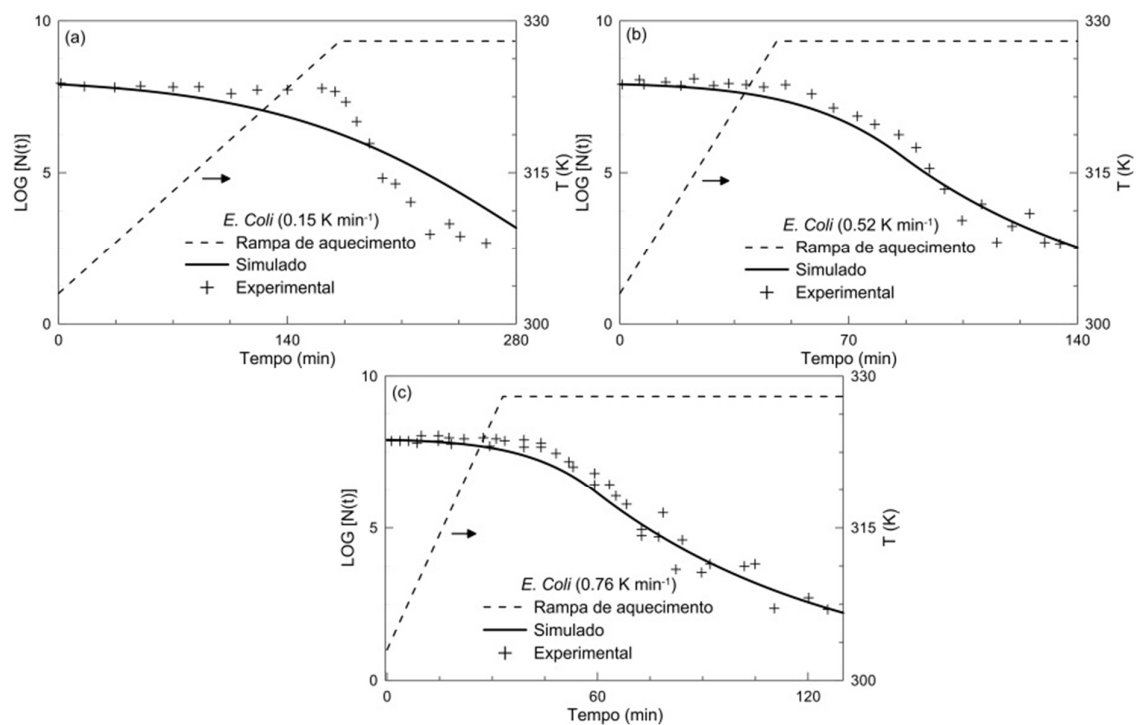 (a)
10
5
0
LOG [N(t)]
330
315
300
T (K)
E. Coli (0.15 K min⁻¹)
Rampa de aquecimento
Simulado
Experimental
0 140 280
Tempo (min)
(b)
10
5
0
LOG [N(t)]
330
315
300
T (K)
E. Coli (0.52 K min⁻¹)
Rampa de aquecimento
Simulado
Experimental
0 70 140
Tempo (min)
(c)
10
5
0
LOG [N(t)]
330
315
300
T (K)
E. Coli (0.76 K min⁻¹)
Rampa de aquecimento
Simulado
Experimental
0 60 120
Tempo (min)